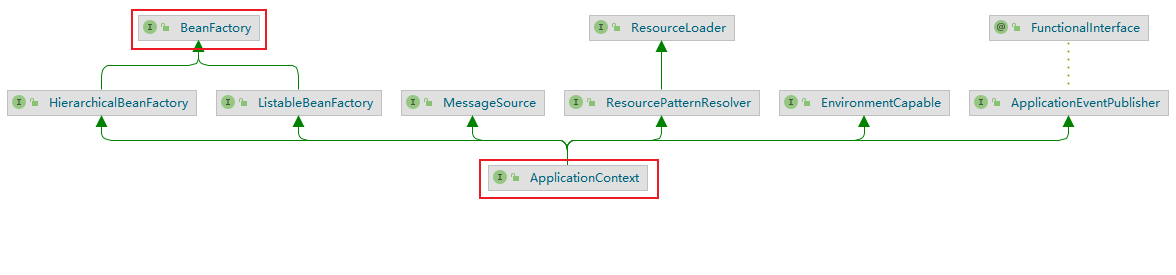 BeanFactory
ResourceLoader
FunctionalInterface
HierarchicalBeanFactory
ListableBeanFactory
MessageSource
ResourcePatternResolver
EnvironmentCapable
ApplicationEventPublisher
ApplicationContext